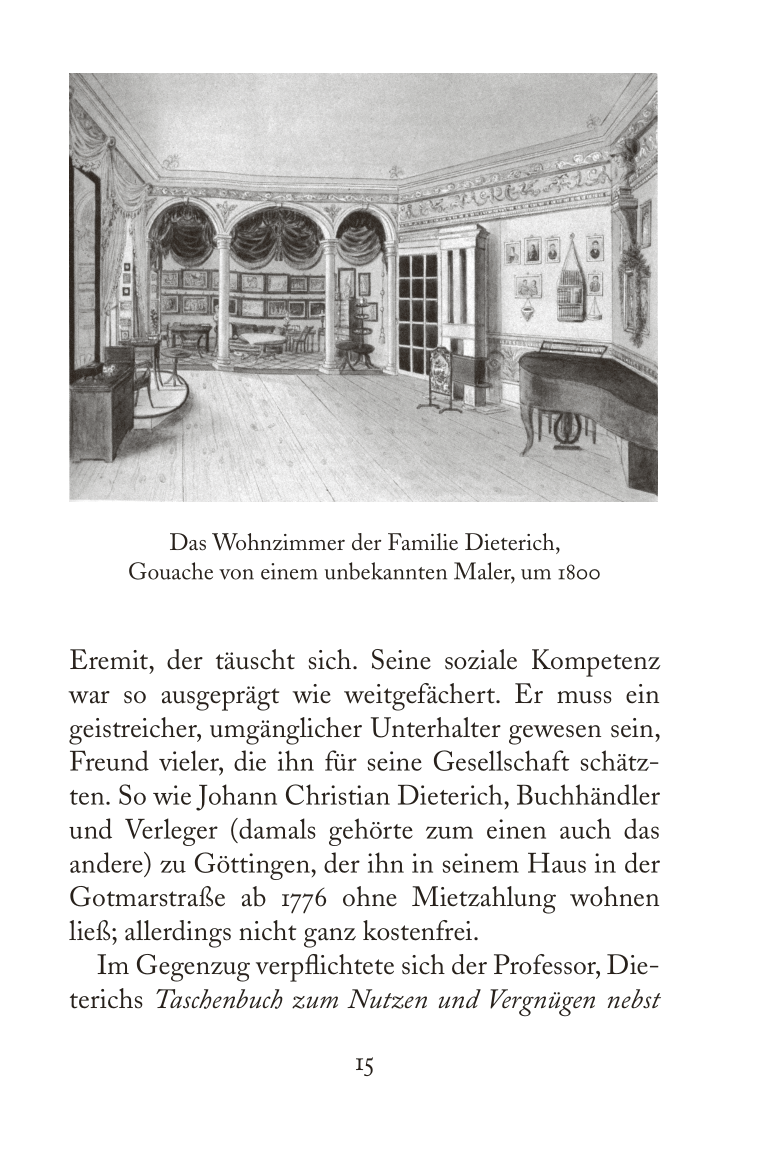 Das Wohnzimmer der Familie Dieterich,
Gouache von einem unbekannten Maler, um 1800
Eremit, der täuscht sich. Seine soziale Kompetenz
war so ausgeprägt wie weitgefächert. Er muss ein
geistreicher, umgänglicher Unterhalter gewesen sein,
Freund vieler, die ihn für seine Gesellschaft schätz-
ten. So wie Johann Christian Dieterich, Buchhändler
und Verleger (damals gehörte zum einen auch das
andere) zu Göttingen, der ihn in seinem Haus in der
Gotmarstraße ab 1776 ohne Mietzahlung wohnen
ließ; allerdings nicht ganz kostenfrei.
Im Gegenzug verpflichtete sich der Professor, Die-
terichs Taschenbuch zum Nutzen und Vergnügen nebst
15